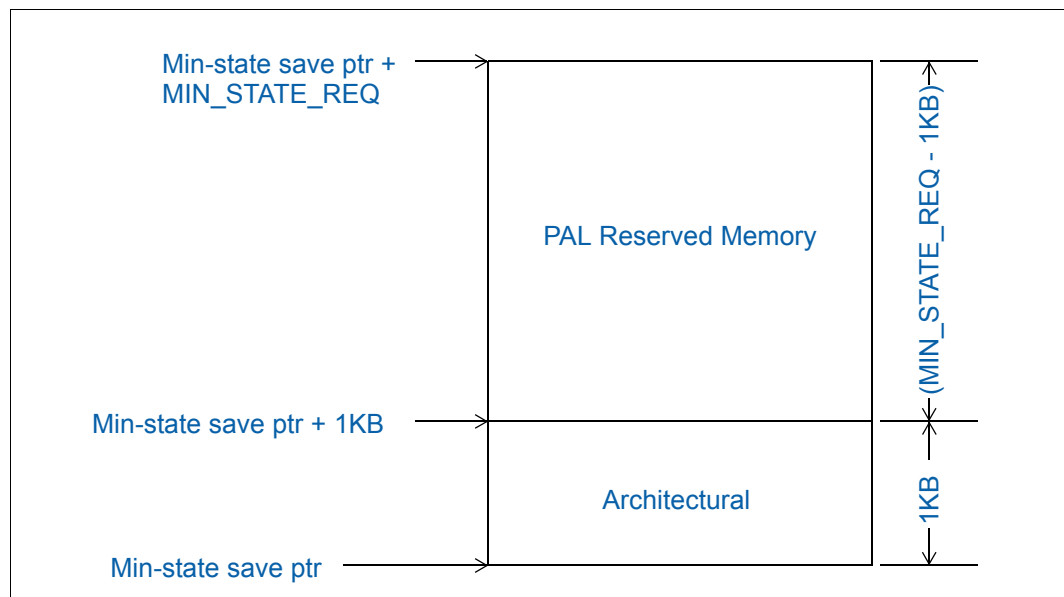 Min-state save ptr +
MIN_STATE_REQ
PAL Reserved Memory
(MIN_STATE_REQ - 1KB)
Min-state save ptr + 1KB
Architectural
1KB
Min-state save ptr